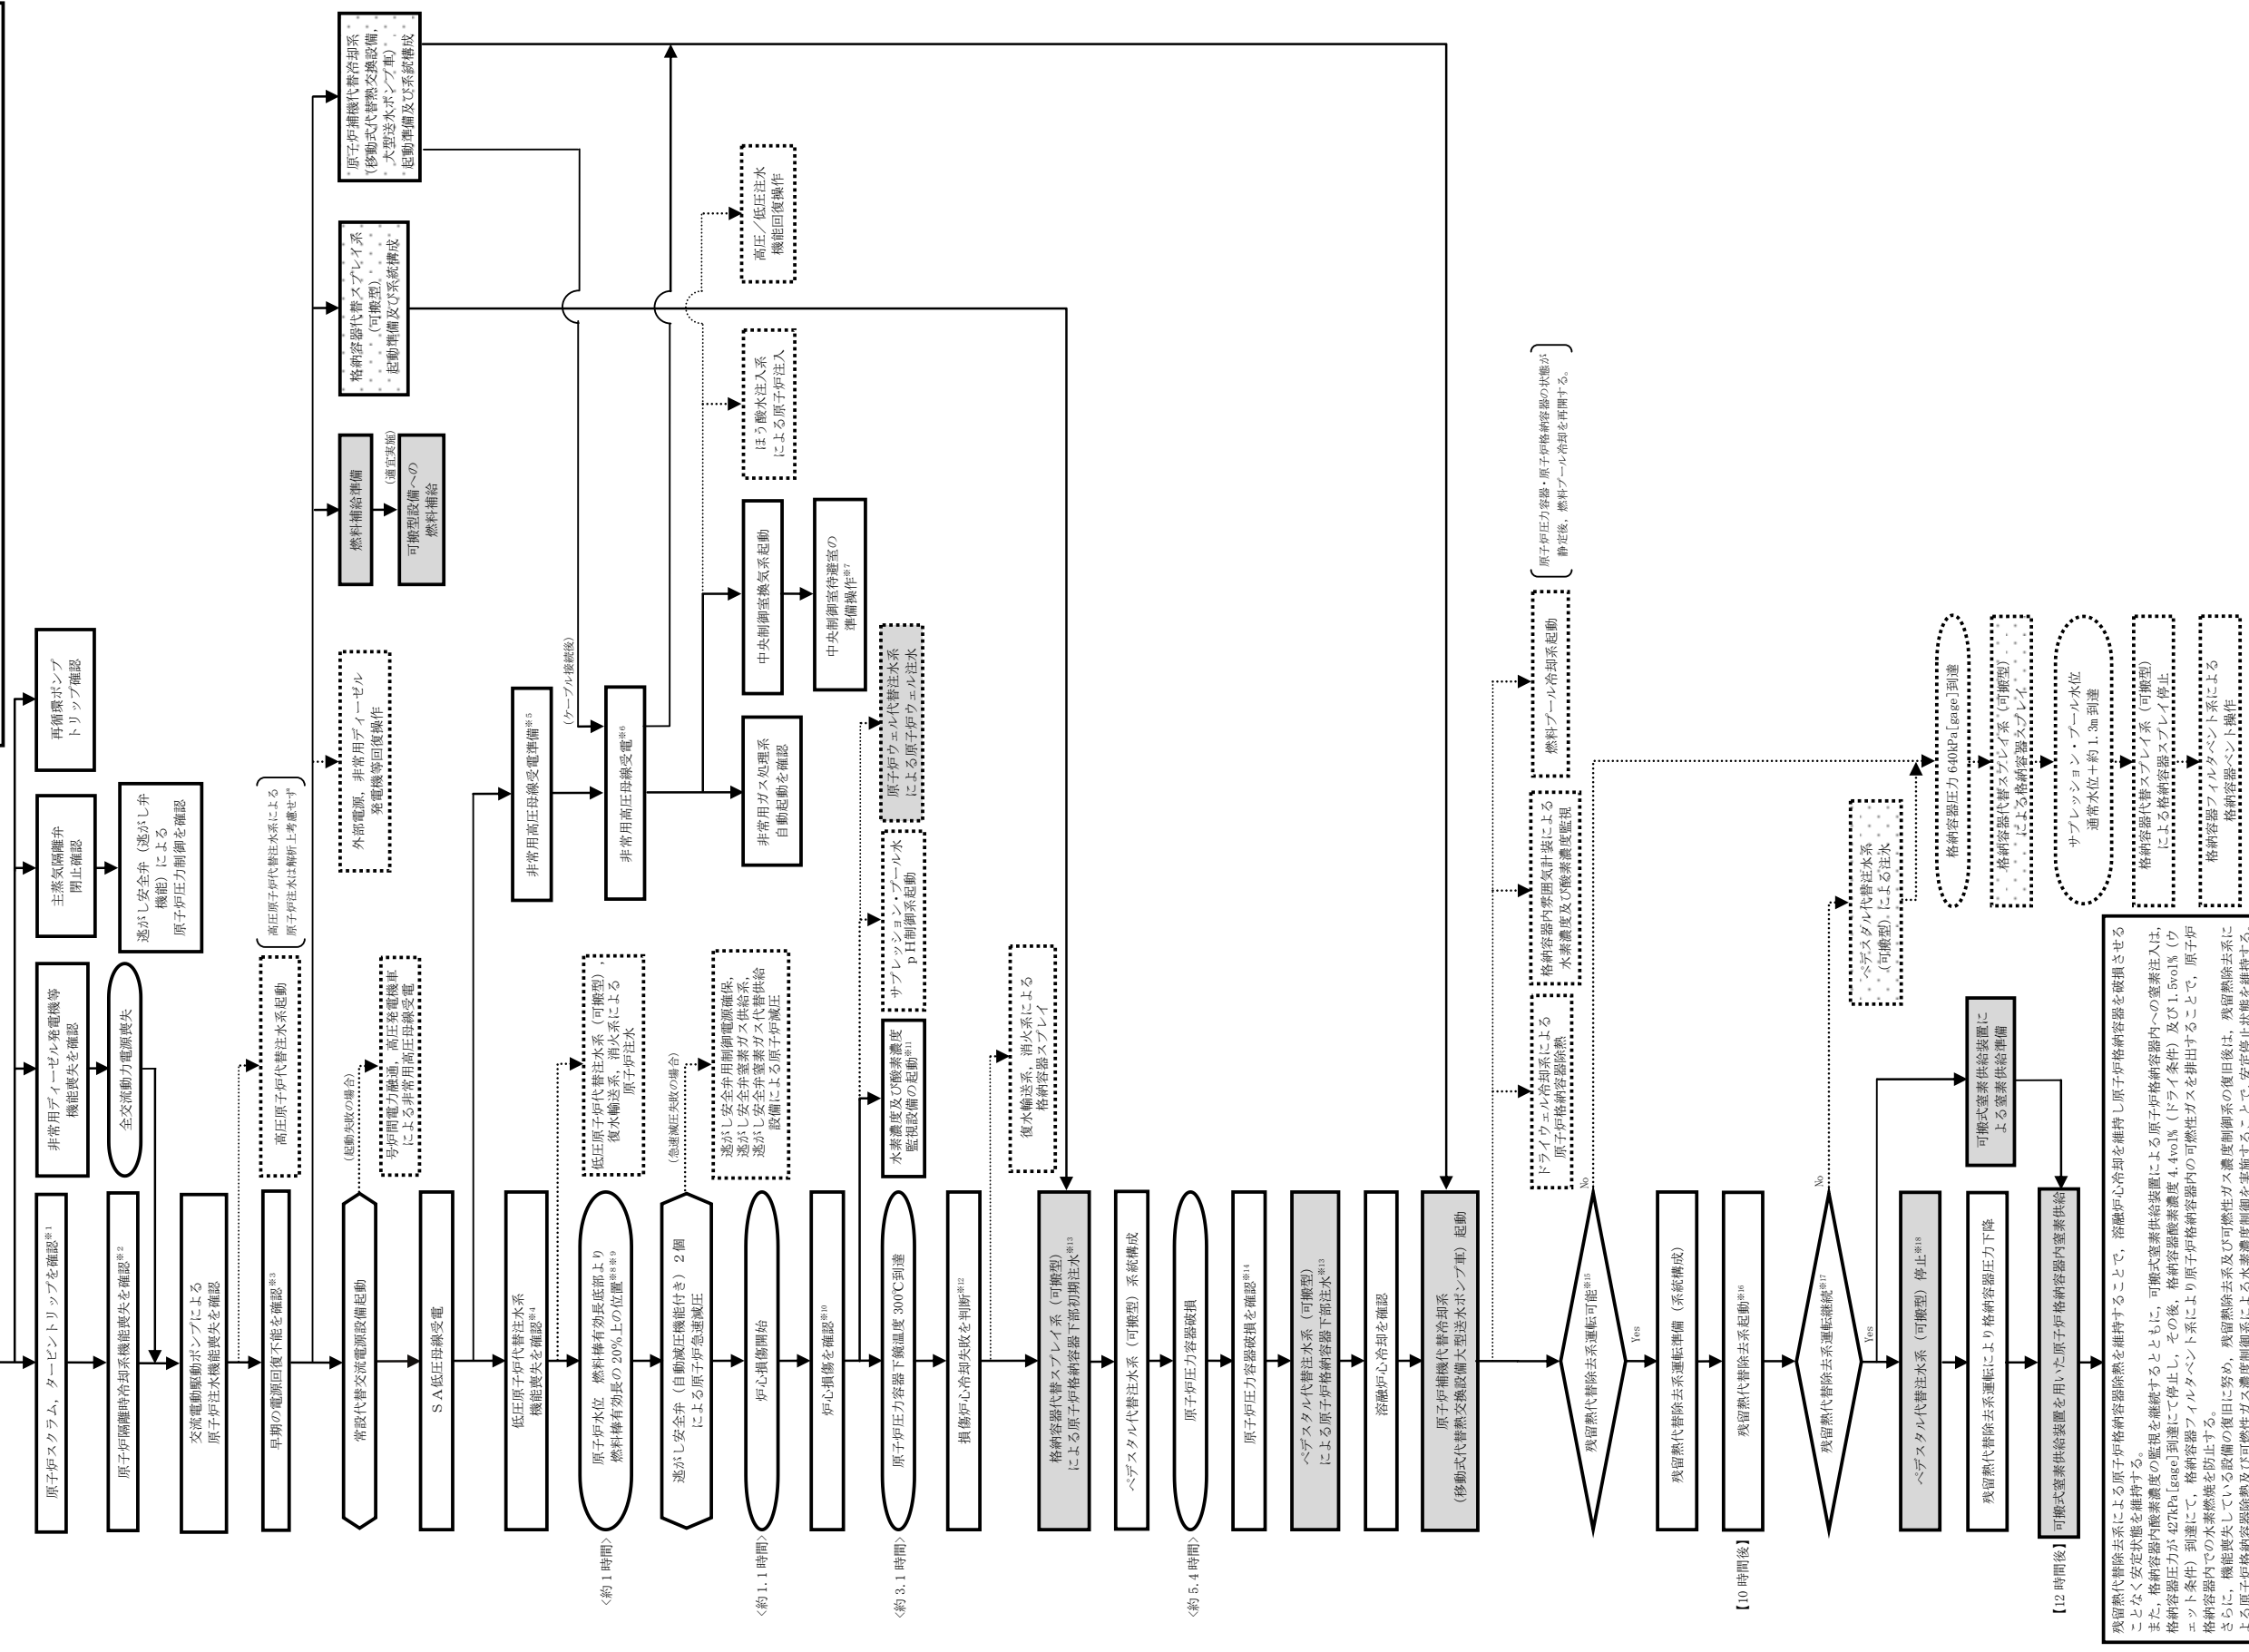 原子炉スクラム，タービントリップを確認※1
原子炉隔離時冷却系機能喪失を確認※2
交流電動駆動ポンプによる
原子炉注水機能喪失を確認
早期の電源回復不能を確認※3
常設代替交流電源設備起動
ＳＡ低圧母線受電
低圧原子炉代替注水系
機能喪失を確認※4
〈約1時間〉
原子炉水位　燃料棒有効長底部より
燃料棒有効長の20%上の位置※8※9
逃がし安全弁（自動減圧機能付き）２個
による原子炉急速減圧
〈約1.1時間〉
炉心損傷開始
炉心損傷を確認※10
〈約3.1時間〉
原子炉圧力容器下鏡温度300℃到達
損傷炉心冷却失敗を判断※12
格納容器代替スプレイ系（可搬型）
による原子炉格納容器下部初期注水※13
ペデスタル代替注水系（可搬型）系統構成
〈約5.4時間〉
原子炉圧力容器破損
原子炉圧力容器破損を確認※14
ペデスタル代替注水系（可搬型）
による原子炉格納容器下部注水※13
溶融炉心冷却を確認
原子炉補機代替冷却系
(移動式代替熱交換設備大型送水ポンプ車）起動
残留熱代替除去系運転可能※15
No
Yes
残留熱代替除去系運転準備（系統構成）
【10時間後】
残留熱代替除去系起動※16
残留熱代替除去系運転継続※17
No
Yes
ペデスタル代替注水系（可搬型）停止※18
残留熱代替除去系運転により格納容器圧力下降
【12時間後】
可搬式窒素供給装置を用いた原子炉格納容器内窒素供給
非常用ディーゼル発電機等
機能喪失を確認
全交流動力電源喪失
主蒸気隔離弁
閉止確認
逃がし安全弁（逃がし弁
機能）による
原子炉圧力制御を確認
再循環ポンプ
トリップ確認
高圧原子炉代替注水系起動
高圧原子炉代替注水系による
原子炉注水は解析上考慮せず
（起動失敗の場合）
号炉間電力融通，高圧発電機車
による非常用高圧母線受電
外部電源，非常用ディーゼル
発電機等回復操作
燃料補給準備
（適宜実施）
可搬型設備への
燃料補給
格納容器代替スプレイ系
（可搬型）
起動準備及び系統構成
原子炉補機代替冷却系
(移動式代替熱交換設備，
大型送水ポンプ車）
起動準備及び系統構成
非常用高圧母線受電準備※5
（ケーブル接続後）
非常用高圧母線受電※6
低圧原子炉代替注水系（可搬型），
復水輸送系，消火系による
原子炉注水
（急速減圧失敗の場合）
逃がし安全弁用制御電源確保，
逃がし安全弁窒素ガス供給系，
逃がし安全弁窒素ガス代替供給
設備による原子炉減圧
非常用ガス処理系
自動起動を確認
中央制御室換気系起動
中央制御室待避室の
準備操作※7
ほう酸水注入系
による原子炉注入
高圧／低圧注水
機能回復操作
水素濃度及び酸素濃度
監視設備の起動※11
サプレッション・プール水
ｐＨ制御系起動
原子炉ウェル代替注水系
による原子炉ウェル注水
復水輸送系，消火系による
格納容器スプレイ
ドライウェル冷却系による
原子炉格納容器除熱
格納容器内雰囲気計装による
水素濃度及び酸素濃度監視
燃料プール冷却系起動
原子炉圧力容器・原子炉格納容器の状態が
静定後，燃料プール冷却を再開する。
ペデスタル代替注水系
（可搬型）による注水
可搬式窒素供給装置に
よる窒素供給準備
格納容器圧力640kPa[gage]到達
格納容器代替スプレイ系（可搬型）
による格納容器スプレイ
サプレッション・プール水位
通常水位＋約1.3m到達
格納容器代替スプレイ系（可搬型）
による格納容器スプレイ停止
格納容器フィルタベント系による
格納容器ベント操作
残留熱代替除去系による原子炉格納容器除熱を維持することで，溶融炉心冷却を維持し原子炉格納容器を破損させる
ことなく安定状態を維持する。
また，格納容器内酸素濃度の監視を継続するとともに，可搬式窒素供給装置による原子炉格納容器内への窒素注入は，
格納容器圧力が427kPa[gage]到達にて停止し，その後，格納容器酸素濃度4.4vol%（ドライ条件）及び1.5vol%（ウ
ェット条件）到達にて，格納容器フィルタベント系により原子炉格納容器内の可燃性ガスを排出することで，原子炉
格納容器内での水素燃焼を防止する。
さらに，機能喪失している設備の復旧に努め，残留熱除去系及び可燃性ガス濃度制御系の復旧後は，残留熱除去系に
よる原子炉格納容器除熱及び可燃性ガス濃度制御系による水素濃度制御を実施することで，安定停止状態を維持する。